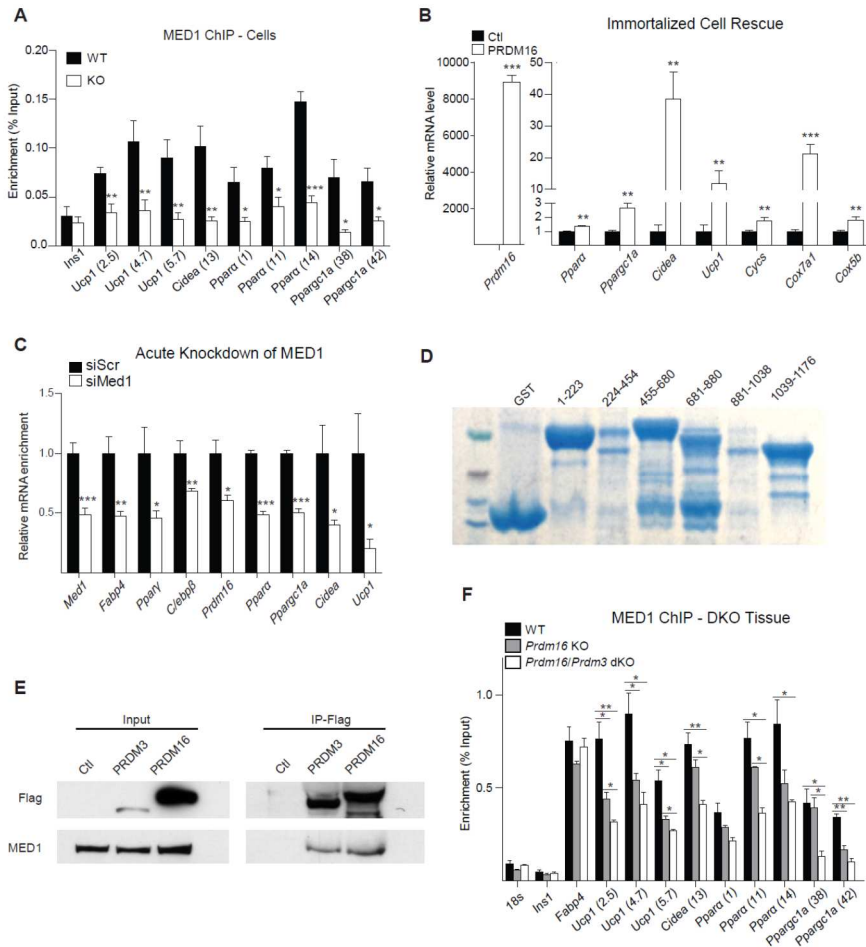 A
MED1 ChIP - Cells
WT
KO
Enrichment (% Input)
0.20
0.15
0.10
0.05
0.0
** ** ** ** * * *** * *
Ins1
Ucp1 (2.5)
Ucp1 (4.7)
Ucp1 (5.7)
Cidea (13)
Pparα (1)
Pparα (11)
Pparα (14)
Ppargc1a (38)
Ppargc1a (42)
B
Immortalized Cell Rescue
Ctl
PRDM16
Relative mRNA level
10000
8000
6000
4000
2000
50
40
30
20
10
3
2
1
0
*** ** ** ** ** ** *** **
Prdm16
Pparα
Ppargc1a
Cidea
Ucp1
Cycs
Cox7a1
Cox5b
C
Acute Knockdown of MED1
siScr
siMed1
Relative mRNA enrichment
1.5
1.0
0.5
*** ** * ** * *** *** * *
Med1
Fabp4
Pparγ
C/ebpβ
Prdm16
Pparα
Ppargc1a
Cidea
Ucp1
D
GST
1-223
224-454
455-680
681-880
881-1038
1039-1176
E
Input
IP-Flag
Ctl
PRDM3
PRDM16
Ctl
PRDM3
PRDM16
Flag
MED1
F
MED1 ChIP - DKO Tissue
WT
Prdm16 KO
Prdm16/Prdm3 dKO
Enrichment (% Input)
1.0
0.5
** * * * * * * * ** * * * * * * ** **
18s
Ins1
Fabp4
Ucp1 (2.5)
Ucp1 (4.7)
Ucp1 (5.7)
Cidea (13)
Pparα (1)
Pparα (11)
Pparα (14)
Ppargc1a (38)
Ppargc1a (42)